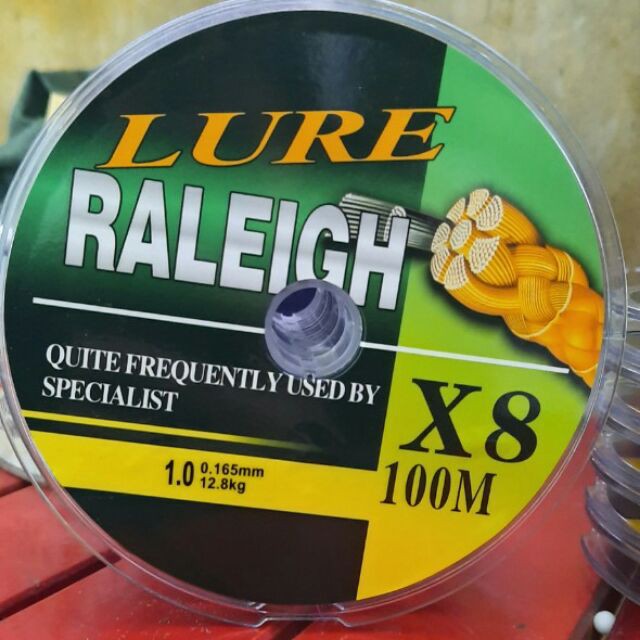 LURE
RALEIGH
QUITE FREQUENTLY USED BY
SPECIALIST
X8
100M
1.0 0.165mm
12.8kg